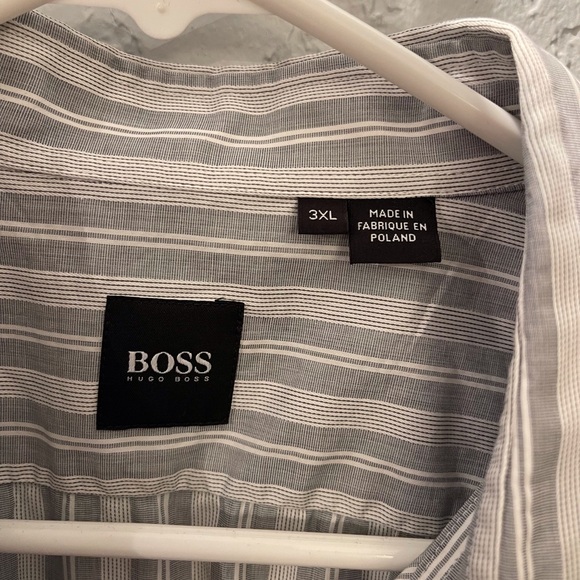 3XL
MADE IN
FABRIQUE EN
POLAND
BOSS
HUGO BOSS